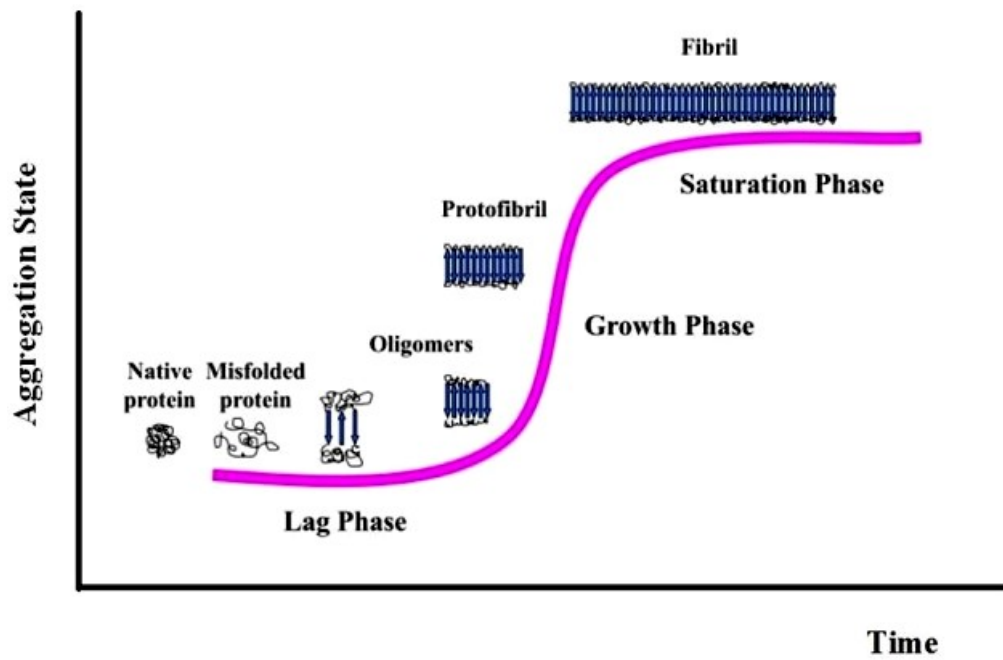 Fibril
Saturation Phase
Protofibril
Growth Phase
Oligomers
Native
protein
Misfolded
protein
Lag Phase
Aggregation State
Time